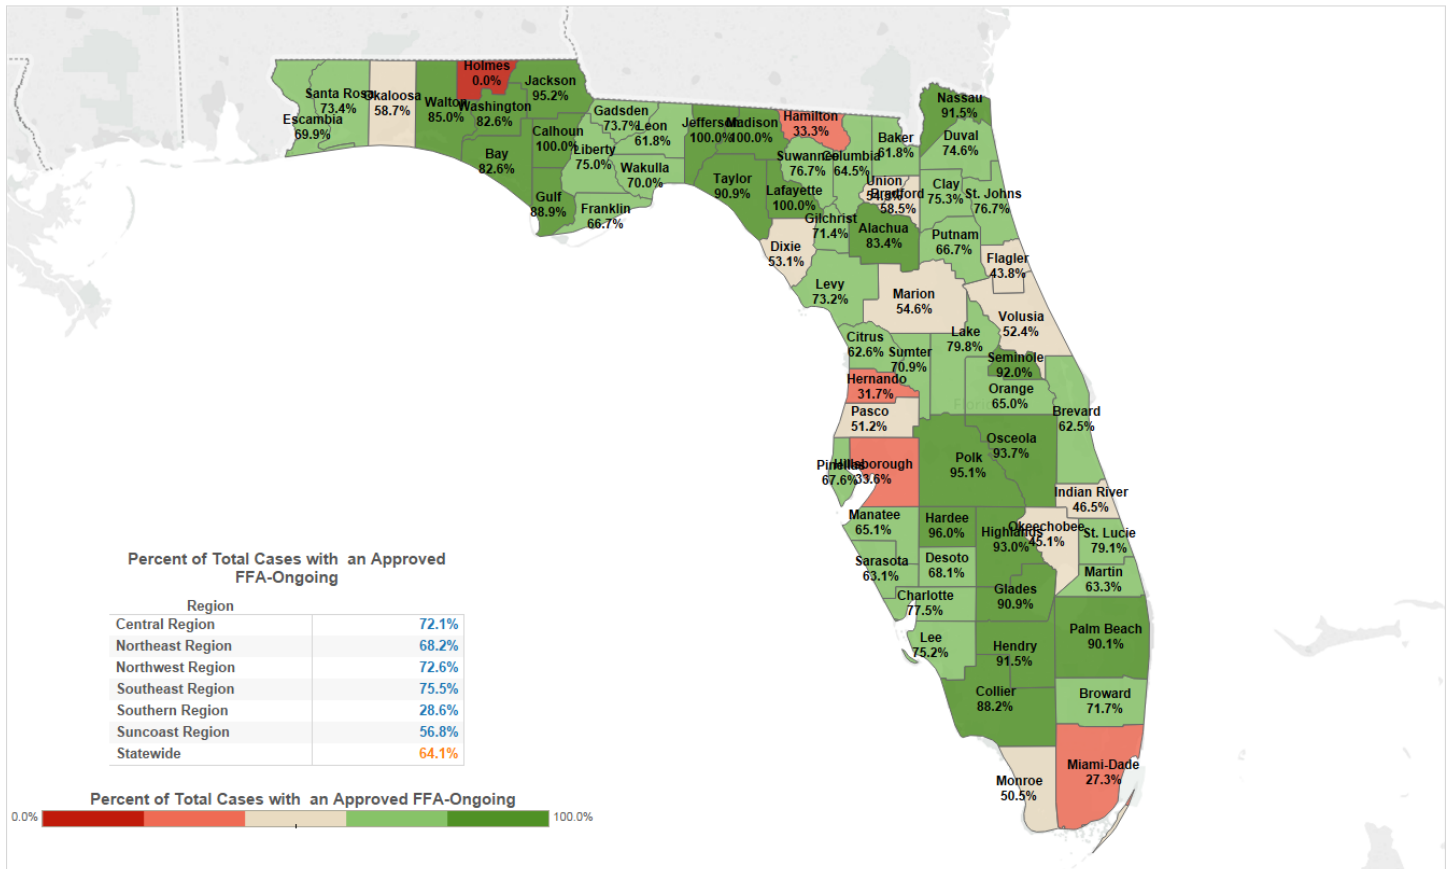 Holmes
0.0%
Jackson
95.2%
Santa Rosa
73.4%
Okaloosa
58.7%
Walton
85.0%
Washington
82.6%
Escambia
69.9%
Calhoun
100.0%
Bay
82.6%
Gulf
88.9%
Gadsden
73.7%
Leon
61.8%
Liberty
75.0%
Wakulla
70.0%
Franklin
66.7%
Jefferson
100.0%
Madison
100.0%
Hamilton
33.3%
Taylor
90.9%
Suwannee
76.7%
Columbia
64.5%
Lafayette
100.0%
Baker
61.8%
Nassau
91.5%
Duval
74.6%
Union
Bradford
58.5%
Clay
75.3%
St. Johns
76.7%
Gilchrist
71.4%
Alachua
83.4%
Putnam
66.7%
Dixie
53.1%
Flagler
43.8%
Levy
73.2%
Marion
54.6%
Volusia
52.4%
Citrus
62.6%
Sumter
70.9%
Lake
79.8%
Seminole
92.0%
Hernando
31.7%
Orange
65.0%
Pasco
51.2%
Brevard
62.5%
Osceola
93.7%
Polk
95.1%
Pinellas
67.6%
Hillsborough
33.6%
Indian River
46.5%
Manatee
65.1%
Hardee
96.0%
Highlands
93.0%
Okeechobee
45.1%
St. Lucie
79.1%
Sarasota
63.1%
Desoto
68.1%
Martin
63.3%
Charlotte
77.5%
Glades
90.9%
Lee
75.2%
Hendry
91.5%
Palm Beach
90.1%
Collier
88.2%
Broward
71.7%
Monroe
50.5%
Miami-Dade
27.3%
Percent of Total Cases with an Approved
FFA-Ongoing
Region
Central Region 72.1%
Northeast Region 68.2%
Northwest Region 72.6%
Southeast Region 75.5%
Southern Region 28.6%
Suncoast Region 56.8%
Statewide 64.1%
Percent of Total Cases with an Approved FFA-Ongoing
0.0% 100.0%